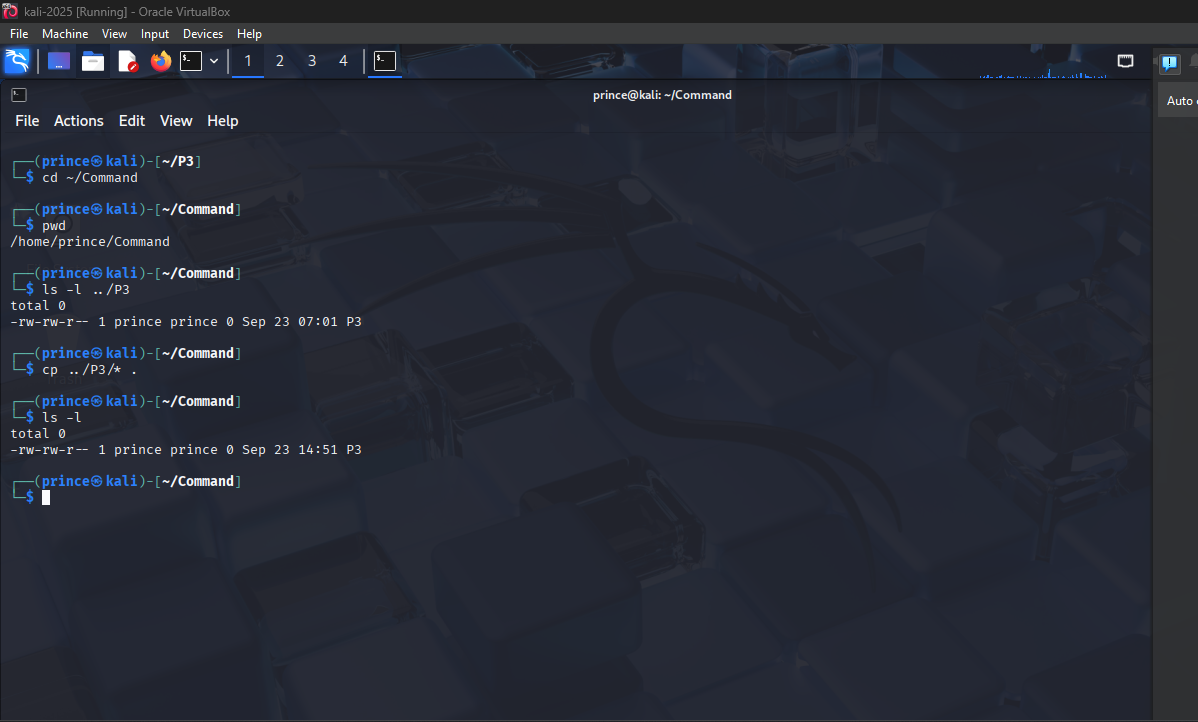 kali-2025 [Running] - Oracle VirtualBox
File Machine View Input Devices Help
1 2 3 4
Auto
prince@kali: ~/Command
File Actions Edit View Help
┌──(prince㉿kali)-[~/P3]
└─$ cd ~/Command
┌──(prince㉿kali)-[~/Command]
└─$ pwd
/home/prince/Command
┌──(prince㉿kali)-[~/Command]
└─$ ls -l ../P3
total 0
-rw-rw-r-- 1 prince prince 0 Sep 23 07:01 P3
┌──(prince㉿kali)-[~/Command]
└─$ cp ../P3/* .
┌──(prince㉿kali)-[~/Command]
└─$ ls -l
total 0
-rw-rw-r-- 1 prince prince 0 Sep 23 14:51 P3
┌──(prince㉿kali)-[~/Command]
└─$